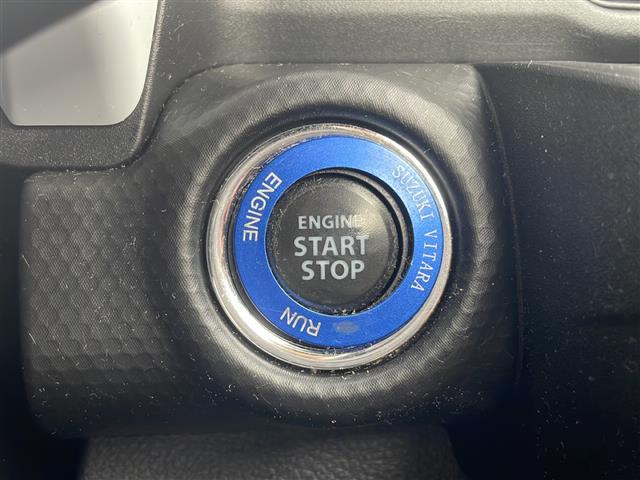 ENGINE
START
STOP
SUZUKI VITARA
ENGINE
RUN